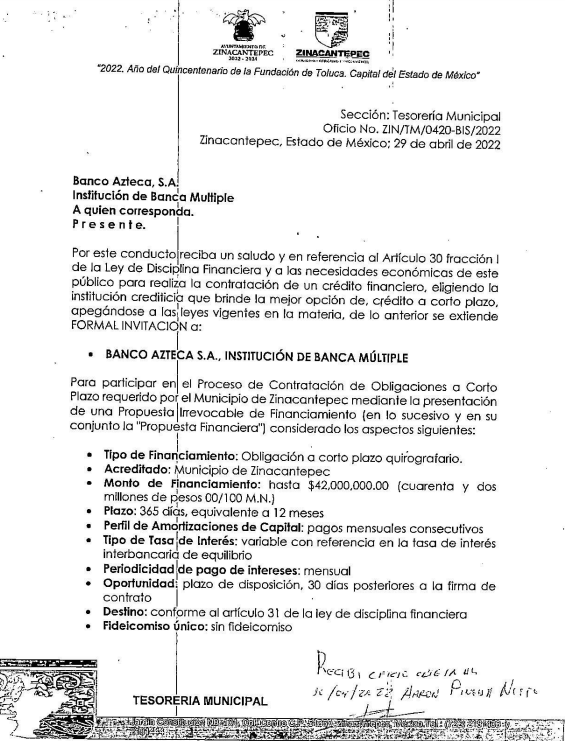 AYUNTAMIENTO DE
ZINACANTEPEC
2022 - 2024
ZINACANTEPEC
"2022. Año del Quincentenario de la Fundación de Toluca. Capital del Estado de México"
Sección: Tesorería Municipal
Oficio No. ZIN/TM/0420-BIS/2022
Zinacantepec, Estado de México; 29 de abril de 2022
Banco Azteca, S.A.
Institución de Banca Multiple
A quien corresponda.
P r e s e n t e.
Por este conducto reciba un saludo y en referencia al Artículo 30 fracción I
de la Ley de Disciplina Financiera y a las necesidades económicas de este
público para realiza la contratación de un crédito financiero, eligiendo la
institución crediticia que brinde la mejor opción de, crédito a corto plazo,
apegándose a las leyes vigentes en la materia, de lo anterior se extiende
FORMAL INVITACIÓN a:
• BANCO AZTECA S.A., INSTITUCIÓN DE BANCA MÚLTIPLE
Para participar en el Proceso de Contratación de Obligaciones a Corto
Plazo requerido por el Municipio de Zinacantepec mediante la presentación
de una Propuesta Irrevocable de Financiamiento (en lo sucesivo y en su
conjunto la "Propuesta Financiera") considerado los aspectos siguientes:
• Tipo de Financiamiento: Obligación a corto plazo quirografario.
• Acreditado: Municipio de Zinacantepec
• Monto de Financiamiento: hasta $42,000,000.00 (cuarenta y dos
millones de pesos 00/100 M.N.)
• Plazo: 365 días, equivalente a 12 meses
• Perfil de Amortizaciones de Capital: pagos mensuales consecutivos
• Tipo de Tasa de Interés: variable con referencia en la tasa de interés
interbancaria de equilibrio
• Periodicidad de pago de intereses: mensual
• Oportunidad: plazo de disposición, 30 días posteriores a la firma de
contrato
• Destino: conforme al artículo 31 de la ley de disciplina financiera
• Fideicomiso único: sin fideicomiso
RECIBI
AARON
TESORERIA MUNICIPAL